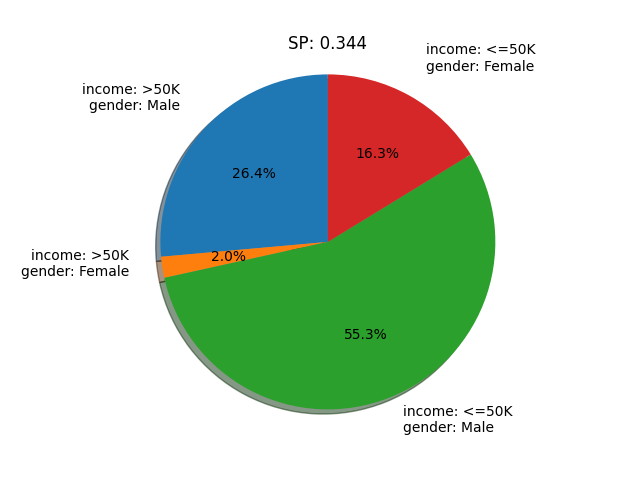 SP: 0.344
income: <=50K
gender: Female
income: >50K
gender: Male
16.3%
26.4%
income: >50K
gender: Female
2.0%
55.3%
income: <=50K
gender: Male